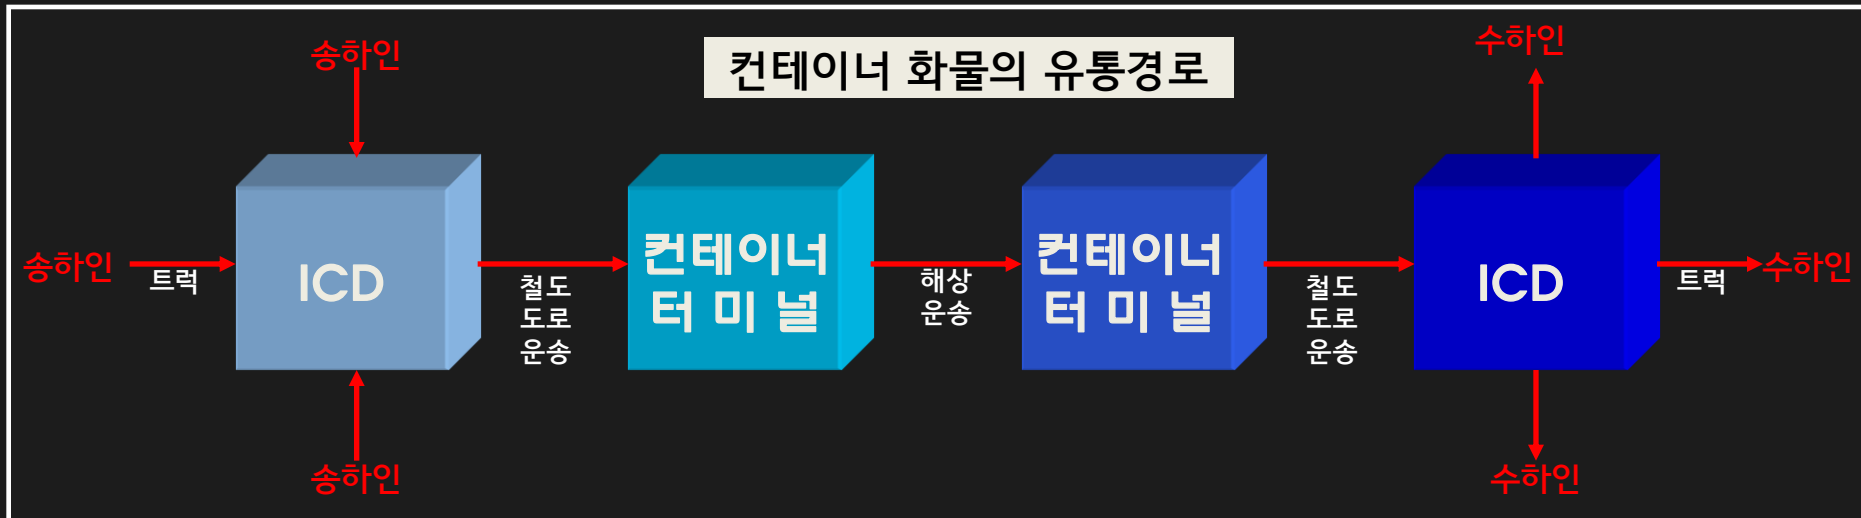 컨테이너 화물의 유통경로
송하인
송하인
트럭
송하인
ICD
철도
도로
운송
컨테이너
터 미 널
해상
운송
컨테이너
터 미 널
철도
도로
운송
ICD
수하인
트럭
수하인
수하인